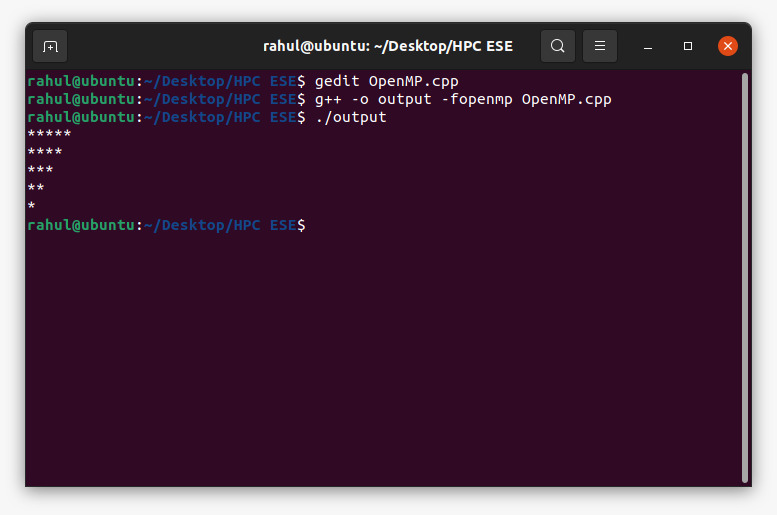 rahul@ubuntu: ~/Desktop/HPC ESE
rahul@ubuntu:~/Desktop/HPC ESE$ gedit OpenMP.cpp
rahul@ubuntu:~/Desktop/HPC ESE$ g++ -o output -fopenmp OpenMP.cpp
rahul@ubuntu:~/Desktop/HPC ESE$ ./output
*****
****
***
**
*
rahul@ubuntu:~/Desktop/HPC ESE$